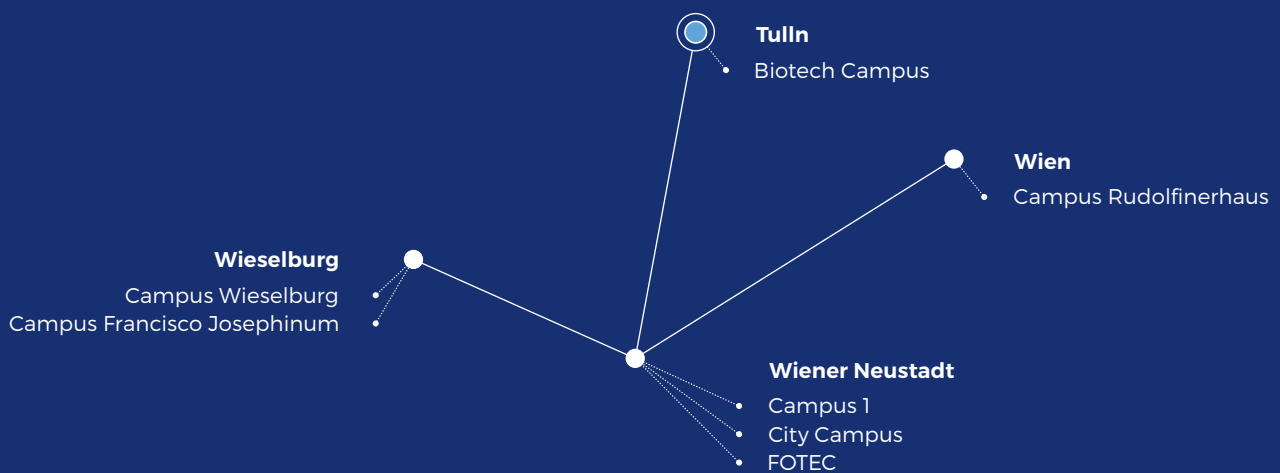 Tulln
Biotech Campus
Wien
Campus Rudolfinerhaus
Wieselburg
Campus Wieselburg
Campus Francisco Josephinum
Wiener Neustadt
Campus 1
City Campus
FOTEC